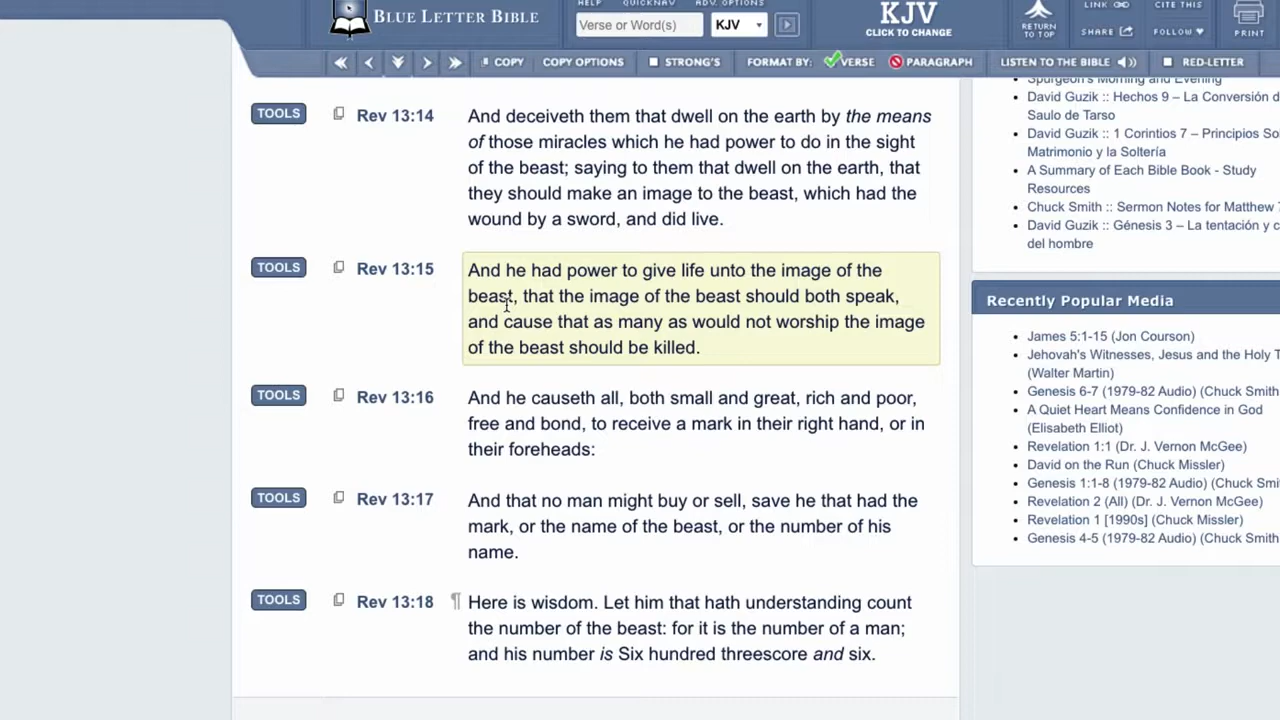 HELP QUICKNAV ADV. OPTIONS
BLUE LETTER BIBLE
Verse or Word(s)
KJV
KJV
CLICK TO CHANGE
RETURN
TO TOP
LINK
CITE THIS
SHARE
FOLLOW
PRINT
COPY
COPY OPTIONS
STRONG'S
FORMAT BY:
VERSE
PARAGRAPH
LISTEN TO THE BIBLE
RED-LETTER
TOOLS
Rev 13:14
And deceiveth them that dwell on the earth by the means
of those miracles which he had power to do in the sight
of the beast; saying to them that dwell on the earth, that
they should make an image to the beast, which had the
wound by a sword, and did live.
TOOLS
Rev 13:15
And he had power to give life unto the image of the
beast, that the image of the beast should both speak,
and cause that as many as would not worship the image
of the beast should be killed.
TOOLS
Rev 13:16
And he causeth all, both small and great, rich and poor,
free and bond, to receive a mark in their right hand, or in
their foreheads:
TOOLS
Rev 13:17
And that no man might buy or sell, save he that had the
mark, or the name of the beast, or the number of his
name.
TOOLS
Rev 13:18
¶ Here is wisdom. Let him that hath understanding count
the number of the beast: for it is the number of a man;
and his number is Six hundred threescore and six.
Spurgeon's Morning and Evening
David Guzik :: Hechos 9 – La Conversión d
Saulo de Tarso
David Guzik :: 1 Corintios 7 – Principios So
Matrimonio y la Soltería
A Summary of Each Bible Book - Study
Resources
Chuck Smith :: Sermon Notes for Matthew 7
David Guzik :: Génesis 3 – La tentación y c
del hombre
Recently Popular Media
James 5:1-15 (Jon Courson)
Jehovah's Witnesses, Jesus and the Holy T
(Walter Martin)
Genesis 6-7 (1979-82 Audio) (Chuck Smith
A Quiet Heart Means Confidence in God
(Elisabeth Elliot)
Revelation 1:1 (Dr. J. Vernon McGee)
David on the Run (Chuck Missler)
Genesis 1:1-8 (1979-82 Audio) (Chuck Smi
Revelation 2 (All) (Dr. J. Vernon McGee)
Revelation 1 [1990s] (Chuck Missler)
Genesis 4-5 (1979-82 Audio) (Chuck Smith